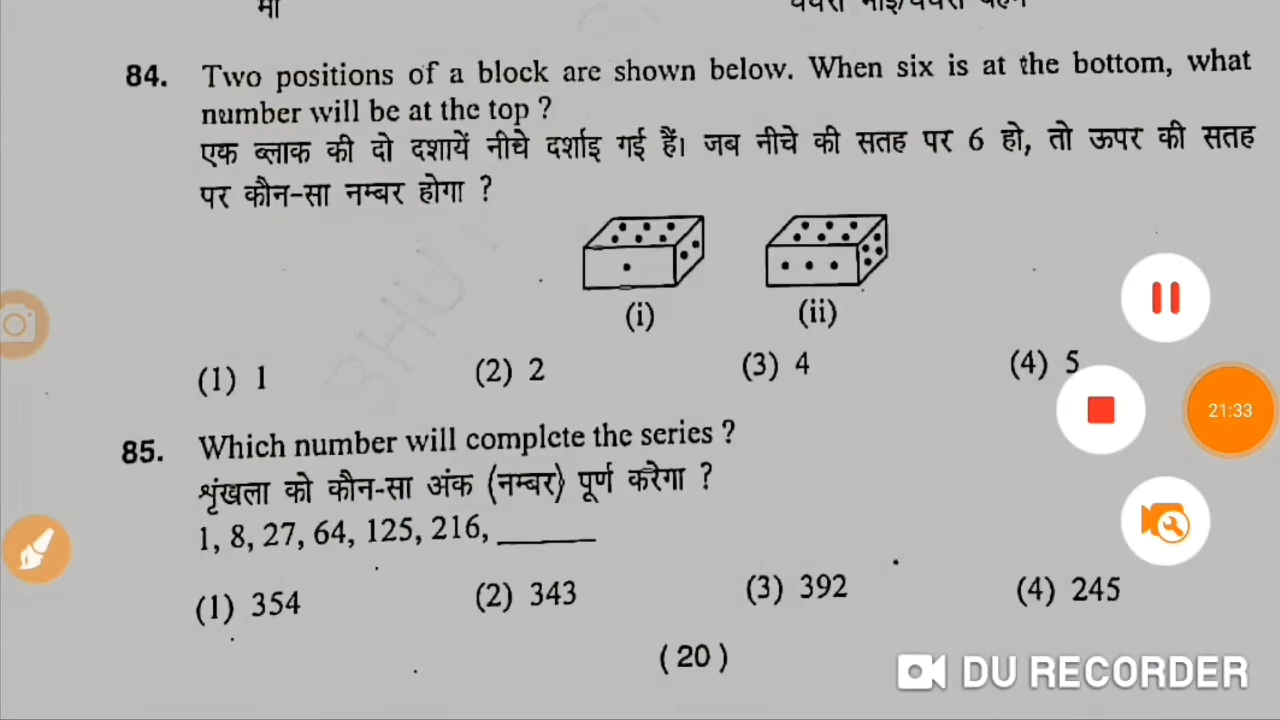 84. Two positions of a block are shown below. When six is at the bottom, what
number will be at the top ?
एक ब्लाक की दो दशायें नीचे दर्शाइ गई हैं। जब नीचे की सतह पर 6 हो, तो ऊपर की सतह
पर कौन-सा नम्बर होगा ?
(i) (ii)
(1) 1 (2) 2 (3) 4 (4) 5
85. Which number will complete the series ?
शृंखला को कौन-सा अंक (नम्बर) पूर्ण करेगा ?
1, 8, 27, 64, 125, 216, ______
(1) 354 (2) 343 (3) 392 (4) 245
(20)
21:33
DU RECORDER